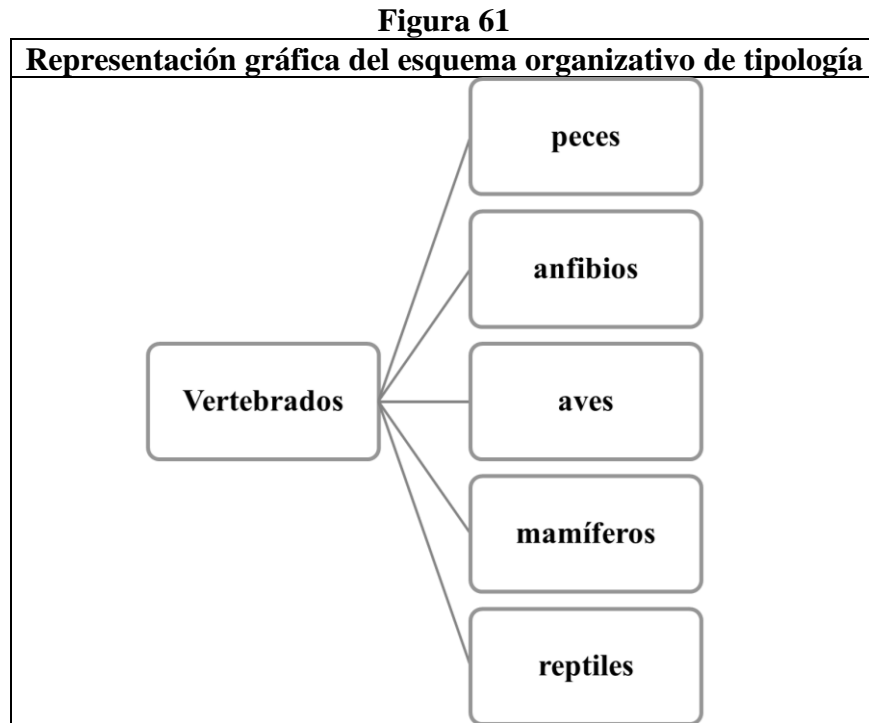 Figura 61
Representación gráfica del esquema organizativo de tipología
peces
anfibios
Vertebrados
aves
mamíferos
reptiles